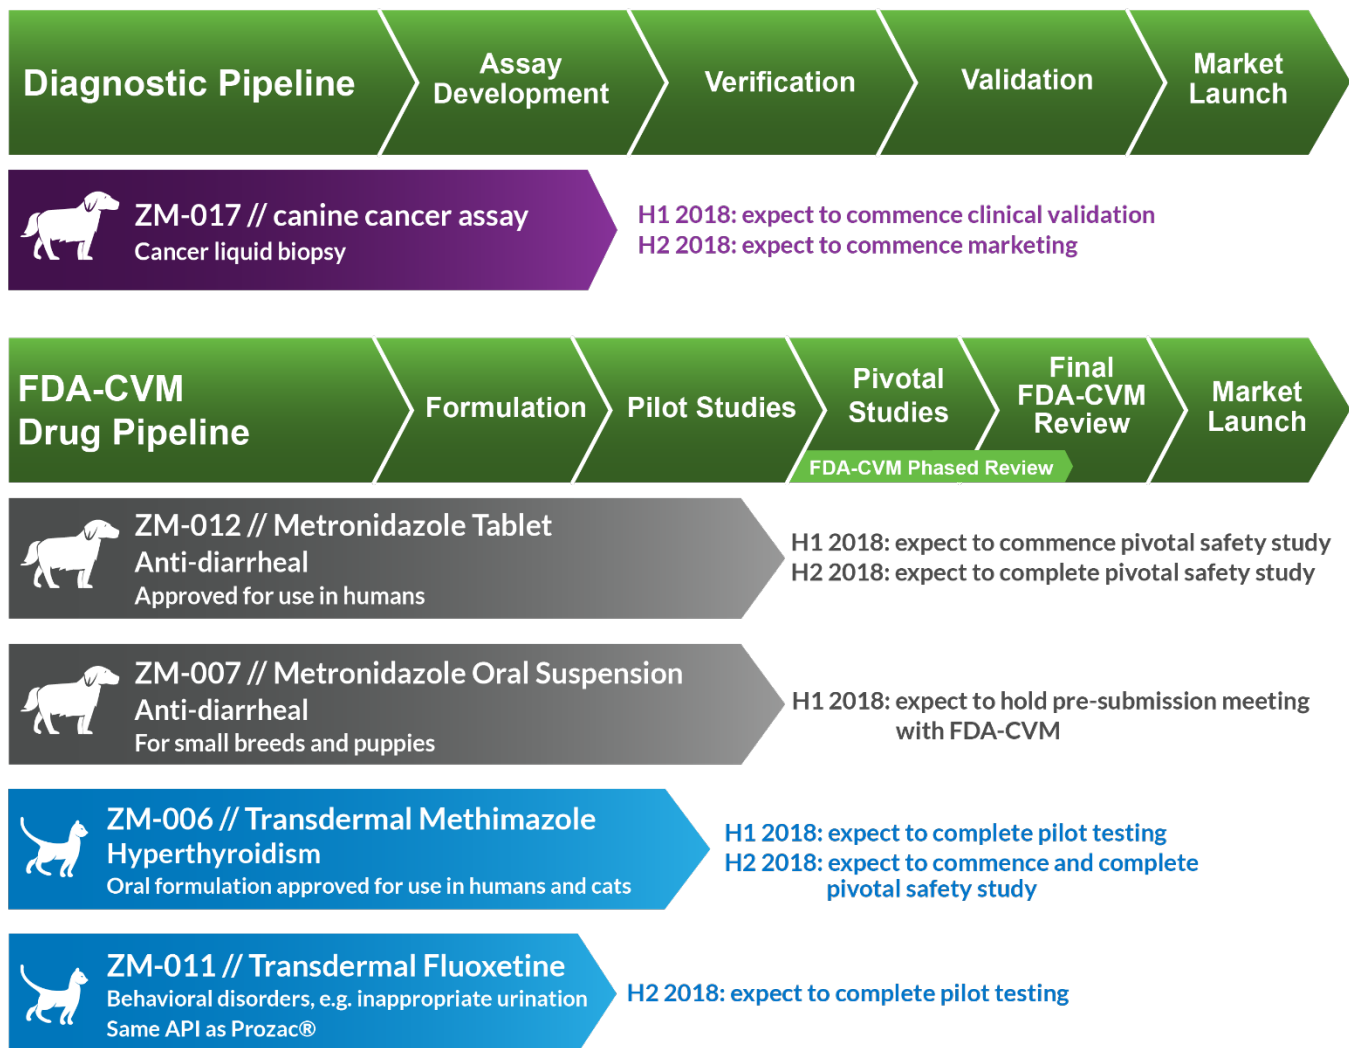 Diagnostic Pipeline
Assay
Development
Verification
Validation
Market
Launch
ZM-017 // canine cancer assay
Cancer liquid biopsy
H1 2018: expect to commence clinical validation
H2 2018: expect to commence marketing
FDA-CVM
Drug Pipeline
Formulation
Pilot Studies
Pivotal
Studies
Final
FDA-CVM
Review
Market
Launch
FDA-CVM Phased Review
ZM-012 // Metronidazole Tablet
Anti-diarrheal
Approved for use in humans
H1 2018: expect to commence pivotal safety study
H2 2018: expect to complete pivotal safety study
ZM-007 // Metronidazole Oral Suspension
Anti-diarrheal
For small breeds and puppies
H1 2018: expect to hold pre-submission meeting
with FDA-CVM
ZM-006 // Transdermal Methimazole
Hyperthyroidism
Oral formulation approved for use in humans and cats
H1 2018: expect to complete pilot testing
H2 2018: expect to commence and complete
pivotal safety study
ZM-011 // Transdermal Fluoxetine
Behavioral disorders, e.g. inappropriate urination
Same API as Prozac®
H2 2018: expect to complete pilot testing